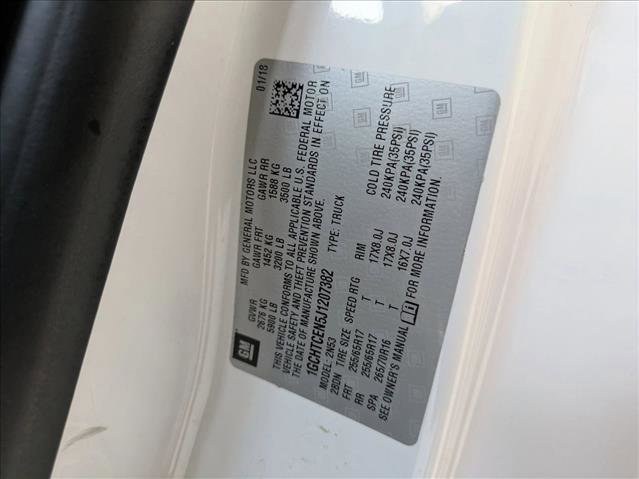 GM
MFD BY GENERAL MOTORS LLC 01/18
GVWR GAWR FRT GAWR RR
2676 KG 1452 KG 1588 KG
5900 LB 3200 LB 3500 LB
THIS VEHICLE CONFORMS TO ALL APPLICABLE U.S. FEDERAL MOTOR
VEHICLE SAFETY AND THEFT PREVENTION STANDARDS IN EFFECT ON
THE DATE OF MANUFACTURE SHOWN ABOVE.
1GCHTCEN5J1207382 TYPE: TRUCK
MODEL: 2N53
2BDN TIRE SIZE SPEED RTG RIM COLD TIRE PRESSURE
FRT 255/65R17 T 17X8.0J 240KPA(35PSI)
RR 255/65R17 T 17X8.0J 240KPA(35PSI)
SPA 265/70R16 T 16X7.0J 240KPA(35PSI)
SEE OWNER'S MANUAL FOR MORE INFORMATION.